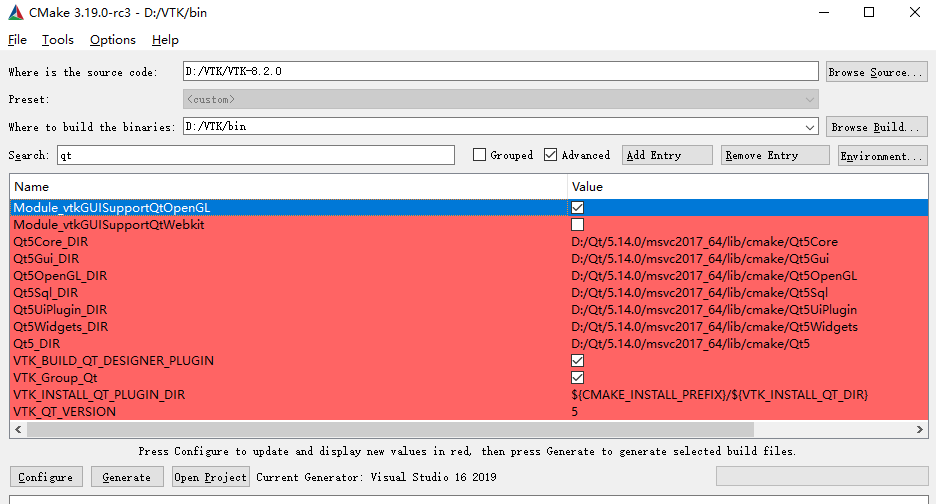 CMake 3.19.0-rc3 - D:/VTK/bin
File Tools Options Help
Where is the source code: D:/VTK/VTK-8.2.0 Browse Source...
Preset: <custom>
Where to build the binaries: D:/VTK/bin Browse Build...
Search: qt Grouped Advanced Add Entry Remove Entry Environment...
Name Value
Module_vtkGUISupportQtOpenGL
Module_vtkGUISupportQtWebkit
Qt5Core_DIR D:/Qt/5.14.0/msvc2017_64/lib/cmake/Qt5Core
Qt5Gui_DIR D:/Qt/5.14.0/msvc2017_64/lib/cmake/Qt5Gui
Qt5OpenGL_DIR D:/Qt/5.14.0/msvc2017_64/lib/cmake/Qt5OpenGL
Qt5Sql_DIR D:/Qt/5.14.0/msvc2017_64/lib/cmake/Qt5Sql
Qt5UiPlugin_DIR D:/Qt/5.14.0/msvc2017_64/lib/cmake/Qt5UiPlugin
Qt5Widgets_DIR D:/Qt/5.14.0/msvc2017_64/lib/cmake/Qt5Widgets
Qt5_DIR D:/Qt/5.14.0/msvc2017_64/lib/cmake/Qt5
VTK_BUILD_QT_DESIGNER_PLUGIN
VTK_Group_Qt
VTK_INSTALL_QT_PLUGIN_DIR ${CMAKE_INSTALL_PREFIX}/${VTK_INSTALL_QT_DIR}
VTK_QT_VERSION 5
Press Configure to update and display new values in red, then press Generate to generate selected build files.
Configure Generate Open Project Current Generator: Visual Studio 16 2019